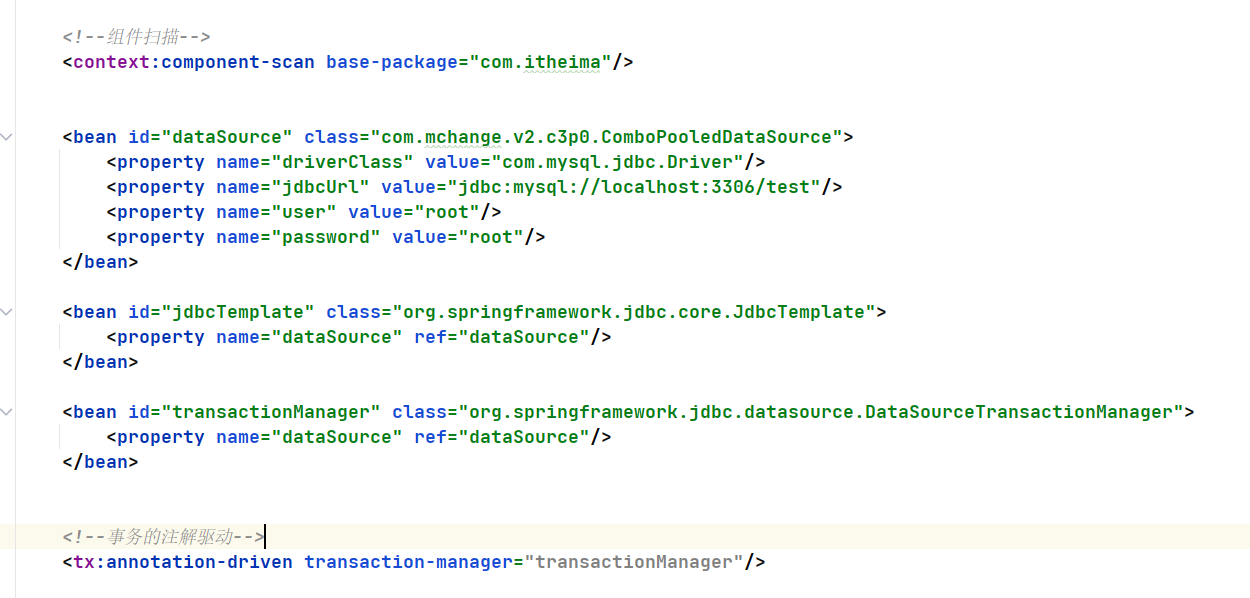 <!--组件扫描-->
<context:component-scan base-package="com.itheima"/>
<bean id="dataSource" class="com.mchange.v2.c3p0.ComboPooledDataSource">
<property name="driverClass" value="com.mysql.jdbc.Driver"/>
<property name="jdbcUrl" value="jdbc:mysql://localhost:3306/test"/>
<property name="user" value="root"/>
<property name="password" value="root"/>
</bean>
<bean id="jdbcTemplate" class="org.springframework.jdbc.core.JdbcTemplate">
<property name="dataSource" ref="dataSource"/>
</bean>
<bean id="transactionManager" class="org.springframework.jdbc.datasource.DataSourceTransactionManager">
<property name="dataSource" ref="dataSource"/>
</bean>
<!--事务的注解驱动-->
<tx:annotation-driven transaction-manager="transactionManager"/>